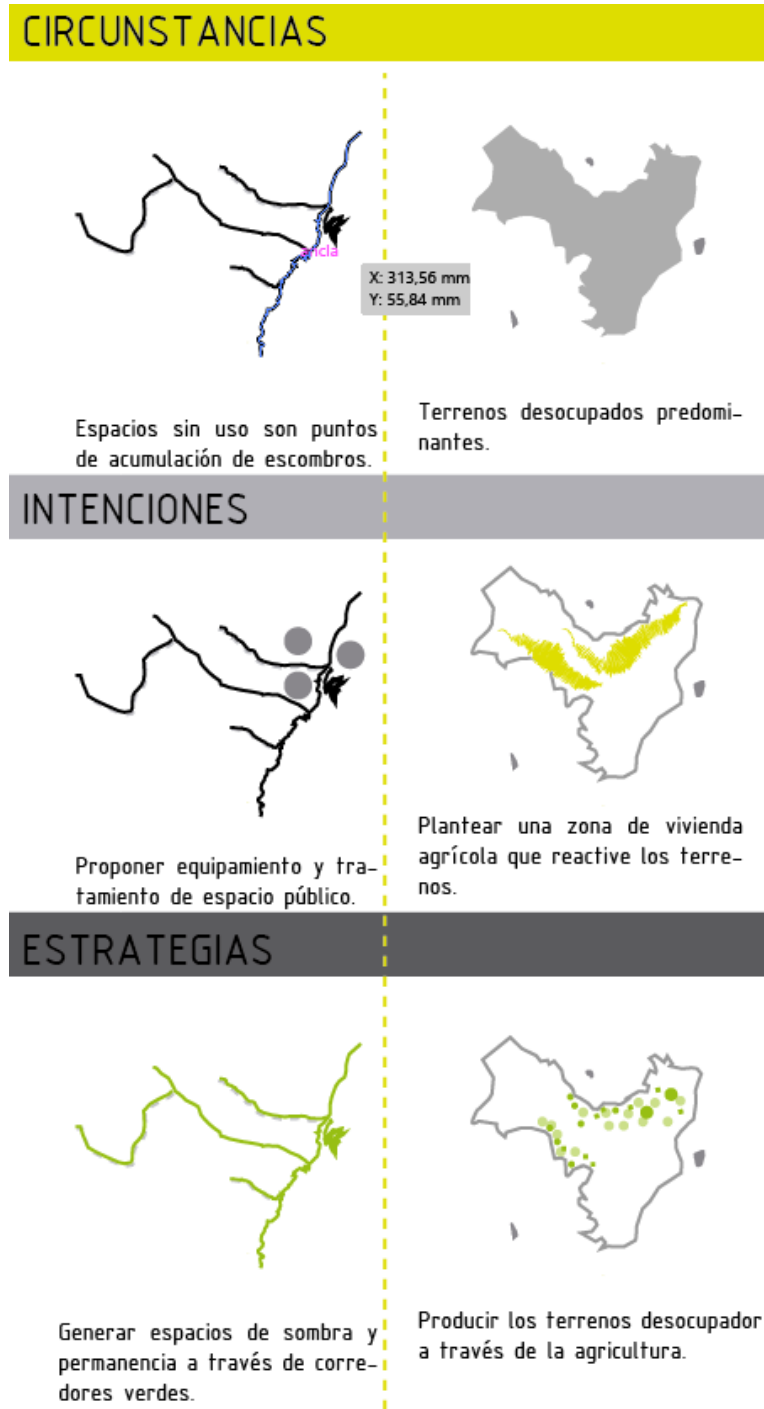 CIRCUNSTANCIAS
ancla
X: 313,56 mm
Y: 55,84 mm
Espacios sin uso son puntos
de acumulación de escombros.
Terrenos desocupados predomi-
nantes.
INTENCIONES
Proponer equipamiento y tra-
tamiento de espacio público.
Plantear una zona de vivienda
agrícola que reactive los terre-
nos.
ESTRATEGIAS
Generar espacios de sombra y
permanencia a través de corre-
dores verdes.
Producir los terrenos desocupador
a través de la agricultura.